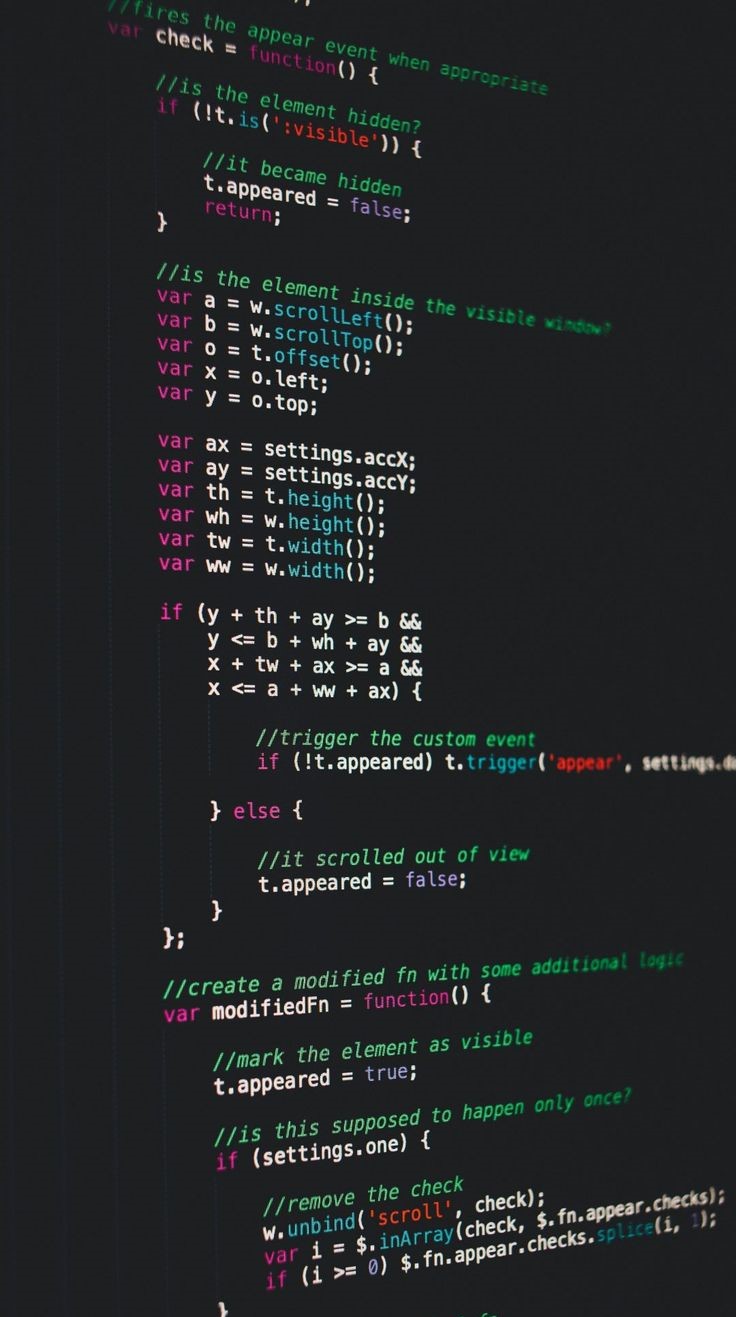 //fires the appear event when appropriate
var check = function() {
//is the element hidden?
if (!t.is(':visible')) {
//it became hidden
t.appeared = false;
return;
}
//is the element inside the visible window?
var a = w.scrollLeft();
var b = w.scrollTop();
var o = t.offset();
var x = o.left;
var y = o.top;
var ax = settings.accX;
var ay = settings.accY;
var th = t.height();
var wh = w.height();
var tw = t.width();
var ww = w.width();
if (y + th + ay >= b &&
y <= b + wh + ay &&
x + tw + ax >= a &&
x <= a + ww + ax) {
//trigger the custom event
if (!t.appeared) t.trigger('appear', settings.da
} else {
//it scrolled out of view
t.appeared = false;
}
};
//create a modified fn with some additional logic
var modifiedFn = function() {
//mark the element as visible
t.appeared = true;
//is this supposed to happen only once?
if (settings.one) {
//remove the check
w.unbind('scroll', check);
var i = $.inArray(check, $.fn.appear.checks);
if (i >= 0) $.fn.appear.checks.splice(i, 1);
}